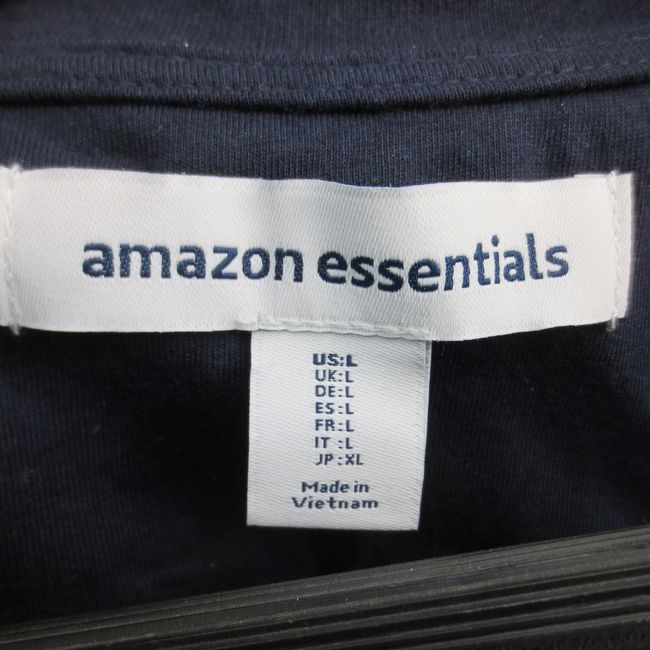 amazon essentials
US:L
UK:L
DE:L
ES:L
FR:L
IT :L
JP:XL
Made in
Vietnam